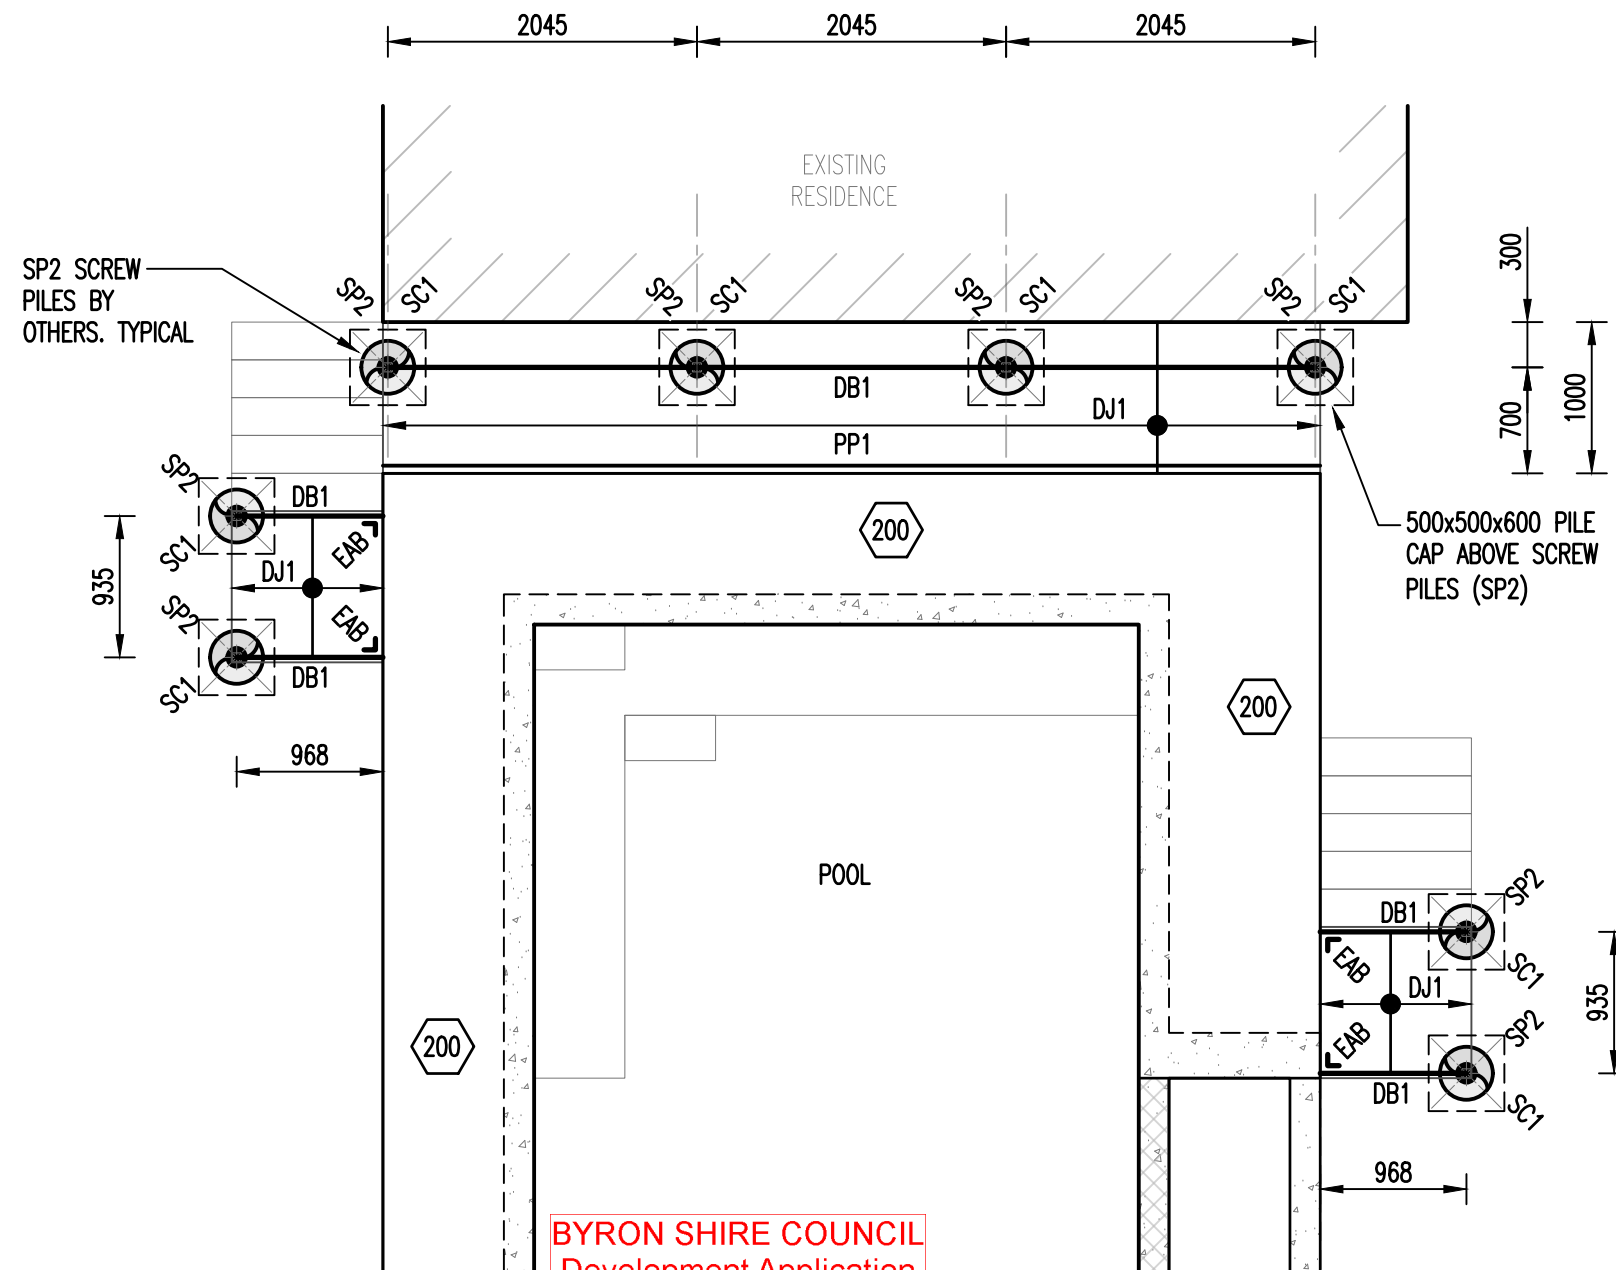 2045
2045
2045
EXISTING
RESIDENCE
SP2 SCREW
PILES BY
OTHERS. TYPICAL
SP2
SC1
SP2
SC1
SP2
SC1
SP2
SC1
300
700
1000
DB1
DJ1
PP1
SP2
SC1
DB1
EAB
DJ1
935
SP2
SC1
EAB
DB1
968
200
500x500x600 PILE
CAP ABOVE SCREW
PILES (SP2)
200
POOL
200
DB1
SP2
SC1
EAB
DJ1
935
EAB
SP2
SC1
DB1
968
BYRON SHIRE COUNCIL
Development Application